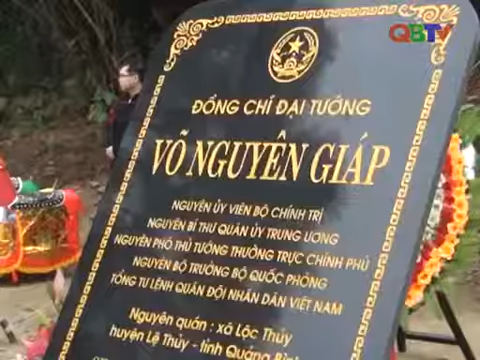 QBTV
ĐỒNG CHÍ ĐẠI TƯỚNG
VÕ NGUYÊN GIÁP
NGUYÊN ỦY VIÊN BỘ CHÍNH TRỊ
NGUYÊN BÍ THƯ QUÂN ỦY TRUNG ƯƠNG
NGUYÊN PHÓ THỦ TƯỚNG THƯỜNG TRỰC CHÍNH PHỦ
NGUYÊN BỘ TRƯỞNG BỘ QUỐC PHÒNG
TỔNG TƯ LỆNH QUÂN ĐỘI NHÂN DÂN VIỆT NAM
Nguyên quán : xã Lộc Thủy
huyện Lệ Thủy - tỉnh Quảng Bình